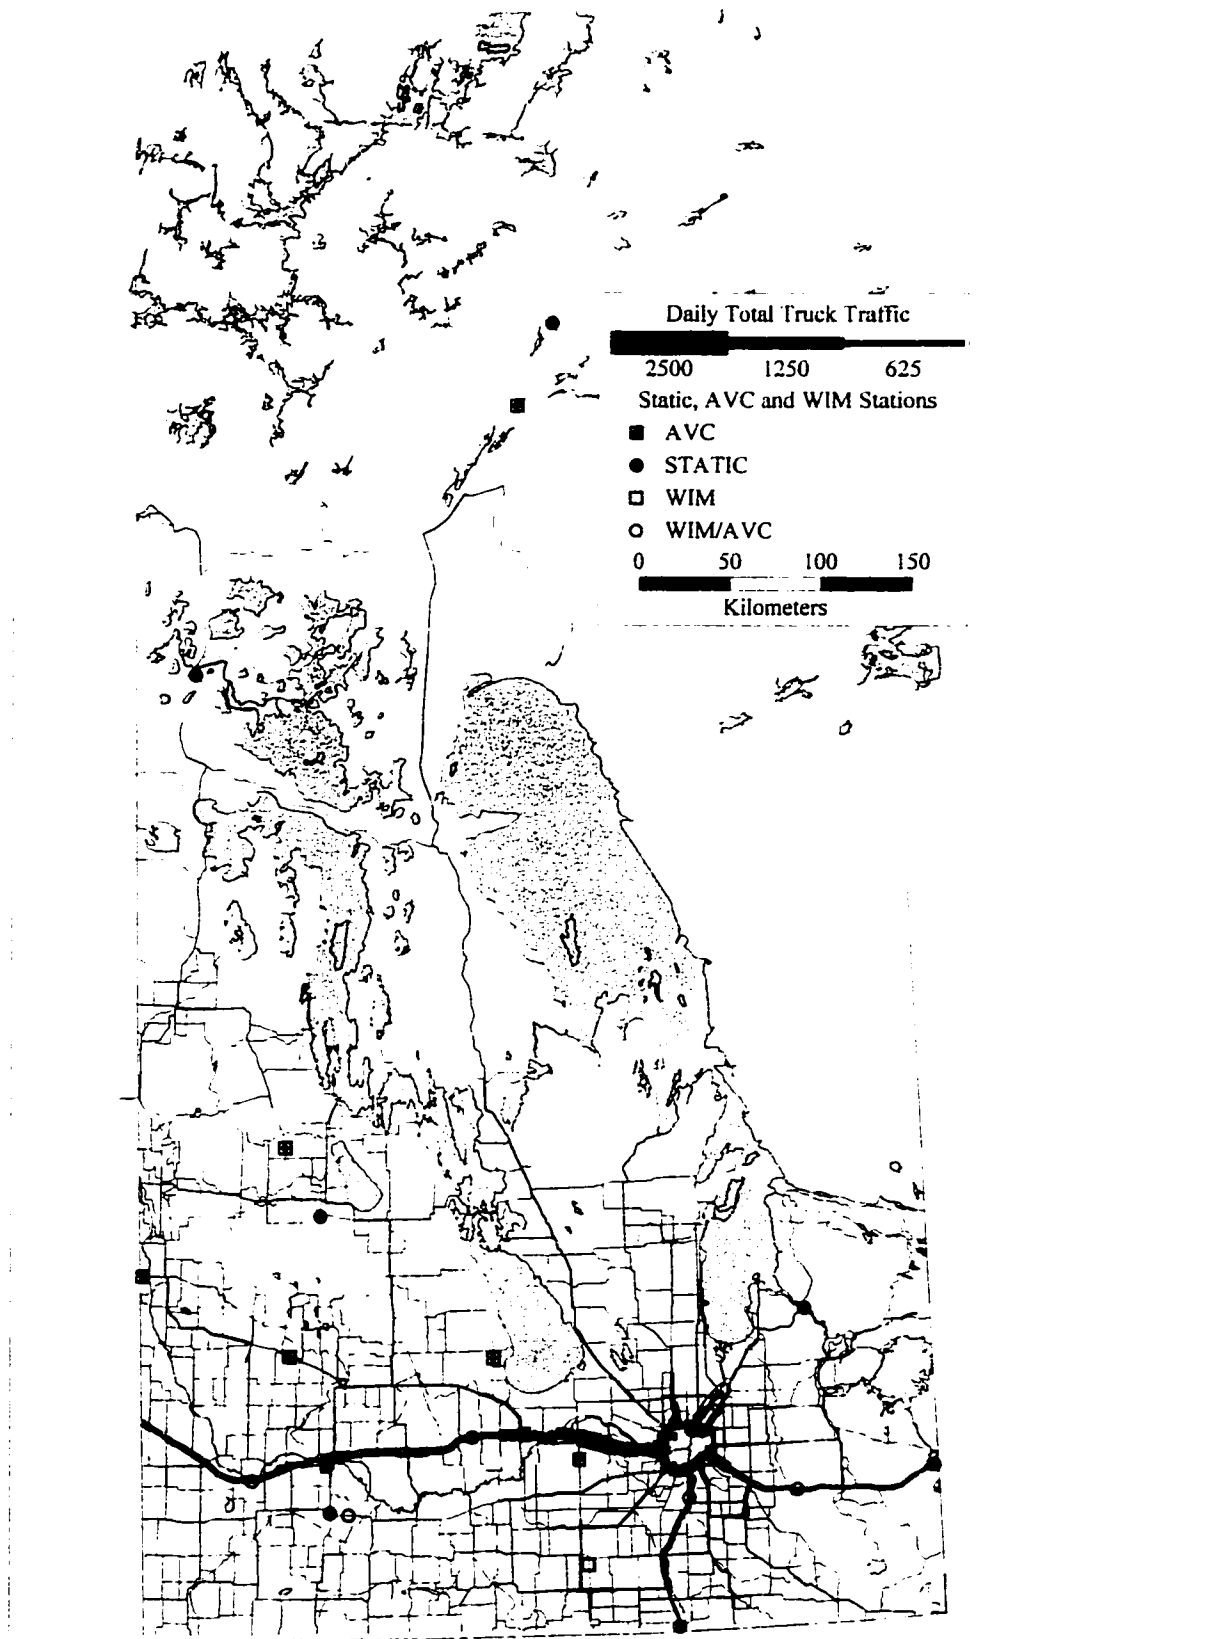 Daily Total Truck Traffic
2500 1250 625
Static, AVC and WIM Stations
AVC
STATIC
WIM
WIM/AVC
0 50 100 150
Kilometers